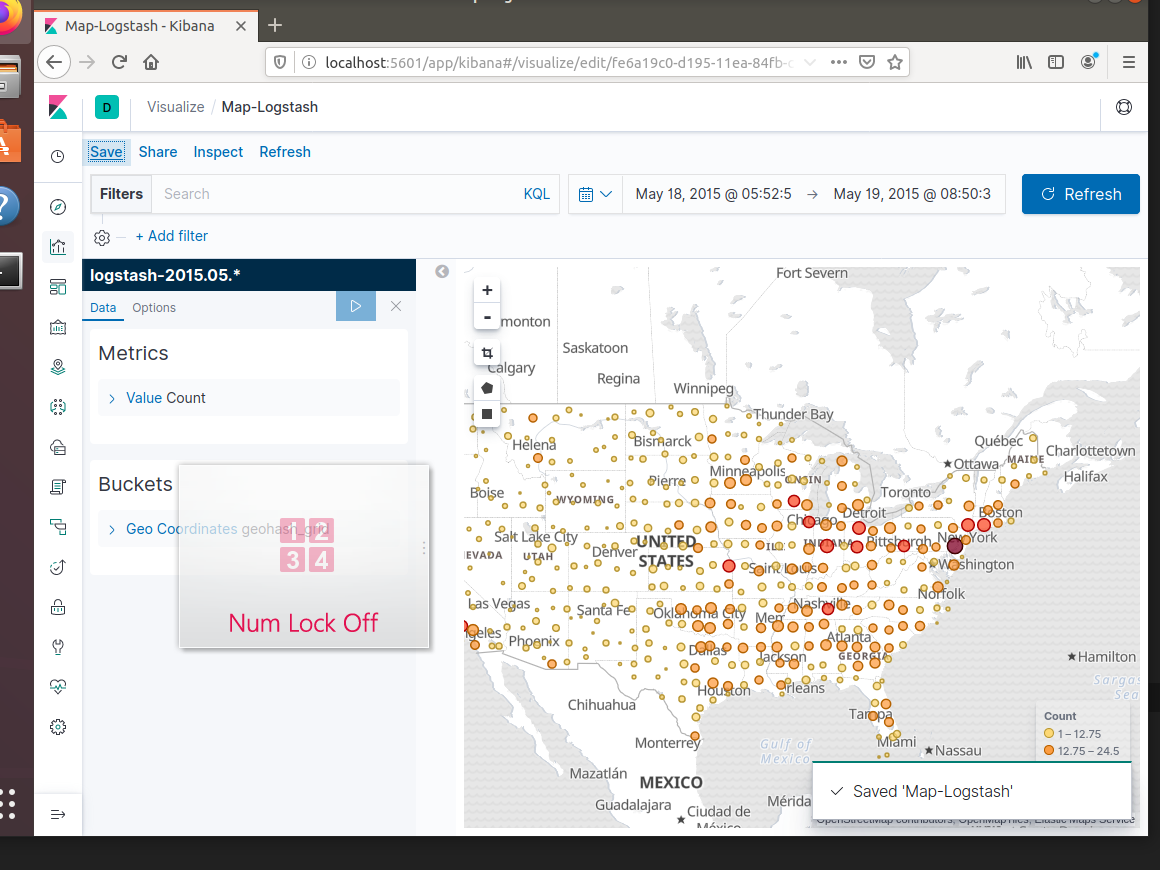 Map-Logstash - Kibana
localhost:5601/app/kibana#/visualize/edit/fe6a19c0-d195-11ea-84fb-
D
Visualize / Map-Logstash
Save Share Inspect Refresh
Filters Search KQL May 18, 2015 @ 05:52:5 → May 19, 2015 @ 08:50:3 Refresh
+ Add filter
logstash-2015.05.*
Data Options
Metrics
Value Count
Buckets
Geo Coordinates geohash_grid
1 2
3 4
Num Lock Off
+
-
Fort Severn
monton
Saskatoon
Calgary
Regina
Winnipeg
Thunder Bay
Québec
Charlottetown
Helena
Bismarck
MAINE
Ottawa
Halifax
Minneapolis
Pierre
CONSIN
Boise
WYOMING
Toronto
Boston
Chicago
Detroit
Salt Lake City
UNITED
STATES
New York
Pittsburgh
INDIANA
ILLI
EVADA
UTAH
Denver
Saint Louis
Washington
Norfolk
Las Vegas
Santa Fe
Oklahoma City
Nashville
Mem
geles
Phoenix
Atlanta
Dallas
Jackson
GEORGIA
Hamilton
Sargas
Sea
Houston
Orleans
Chihuahua
Tampa
Monterrey
Gulf of
Mexico
Miami
Nassau
Mazatlán
MEXICO
Guadalajara
Ciudad de
México
Mérida
Count
1 – 12.75
12.75 – 24.5
Saved 'Map-Logstash'
OpenStreetMap contributors, OpenMapTiles, Elastic Maps Service